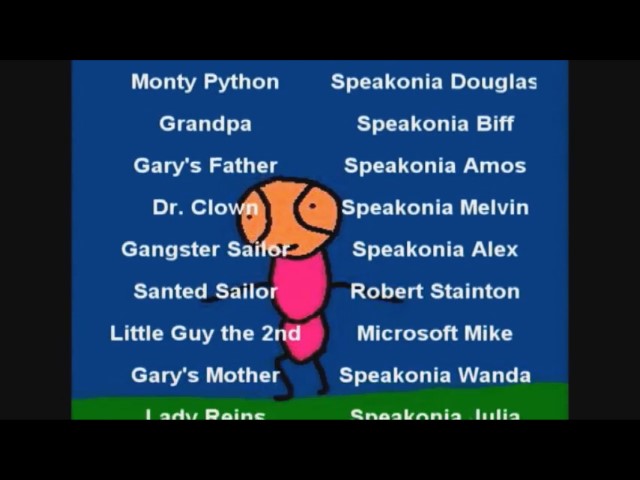 Monty Python Speakonia Douglas
Grandpa Speakonia Biff
Gary's Father Speakonia Amos
Dr. Clown Speakonia Melvin
Gangster Sailor Speakonia Alex
Santed Sailor Robert Stainton
Little Guy the 2nd Microsoft Mike
Gary's Mother Speakonia Wanda
Lady Reins Speakonia Julia